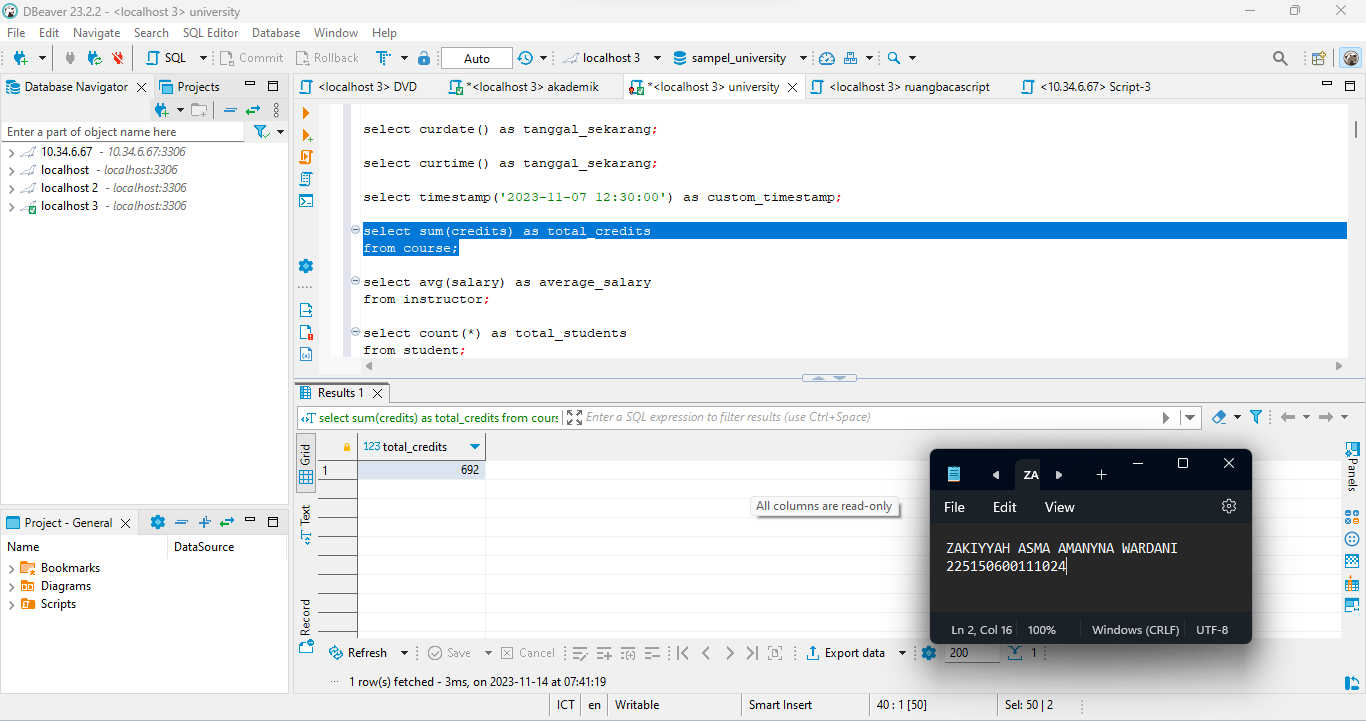 DBeaver 23.2.2 - <localhost 3> university
File Edit Navigate Search SQL Editor Database Window Help
SQL Commit Rollback Auto localhost 3 sampel_university
Database Navigator Projects
Enter a part of object name here
10.34.6.67 - 10.34.6.67:3306
localhost - localhost:3306
localhost 2 - localhost:3306
localhost 3 - localhost:3306
Project - General
Name DataSource
Bookmarks
Diagrams
Scripts
<localhost 3> DVD *<localhost 3> akademik *<localhost 3> university <localhost 3> ruangbacascript <10.34.6.67> Script-3
select curdate() as tanggal_sekarang;
select curtime() as tanggal_sekarang;
select timestamp('2023-11-07 12:30:00') as custom_timestamp;
select sum(credits) as total_credits
from course;
select avg(salary) as average_salary
from instructor;
select count(*) as total_students
from student;
Results 1
select sum(credits) as total_credits from cours Enter a SQL expression to filter results (use Ctrl+Space)
Grid
Text
Record
123 total_credits
1 692
All columns are read-only
Panels
ZA
File Edit View
ZAKIYYAH ASMA AMANYNA WARDANI
225150600111024
Ln 2, Col 16 100% Windows (CRLF) UTF-8
Refresh Save Cancel Export data 200 1
1 row(s) fetched - 3ms, on 2023-11-14 at 07:41:19
ICT en Writable Smart Insert 40 : 1 [50] Sel: 50 | 2